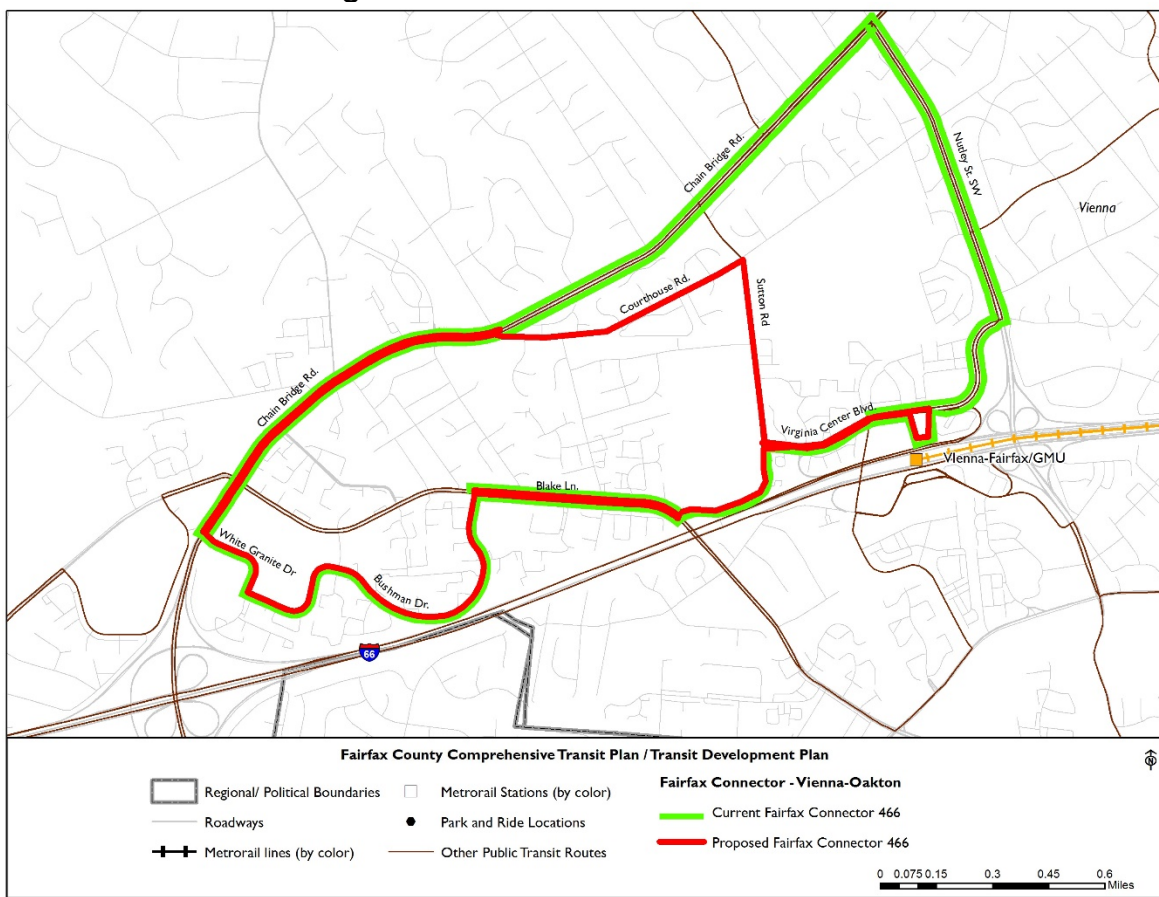 Chain Bridge Rd.
Nutley St. SW
Vienna
Courthouse Rd.
Sutton Rd
Chain Bridge Rd.
Virginia Center Blvd.
Vienna-Fairfax/GMU
Blake Ln.
White Granite Dr
Bushman Dr.
66
Fairfax County Comprehensive Transit Plan / Transit Development Plan
N
Regional/ Political Boundaries
Metrorail Stations (by color)
Fairfax Connector - Vienna-Oakton
Roadways
Park and Ride Locations
Current Fairfax Connector 466
Metrorail lines (by color)
Other Public Transit Routes
Proposed Fairfax Connector 466
0 0.075 0.15 0.3 0.45 0.6
Miles